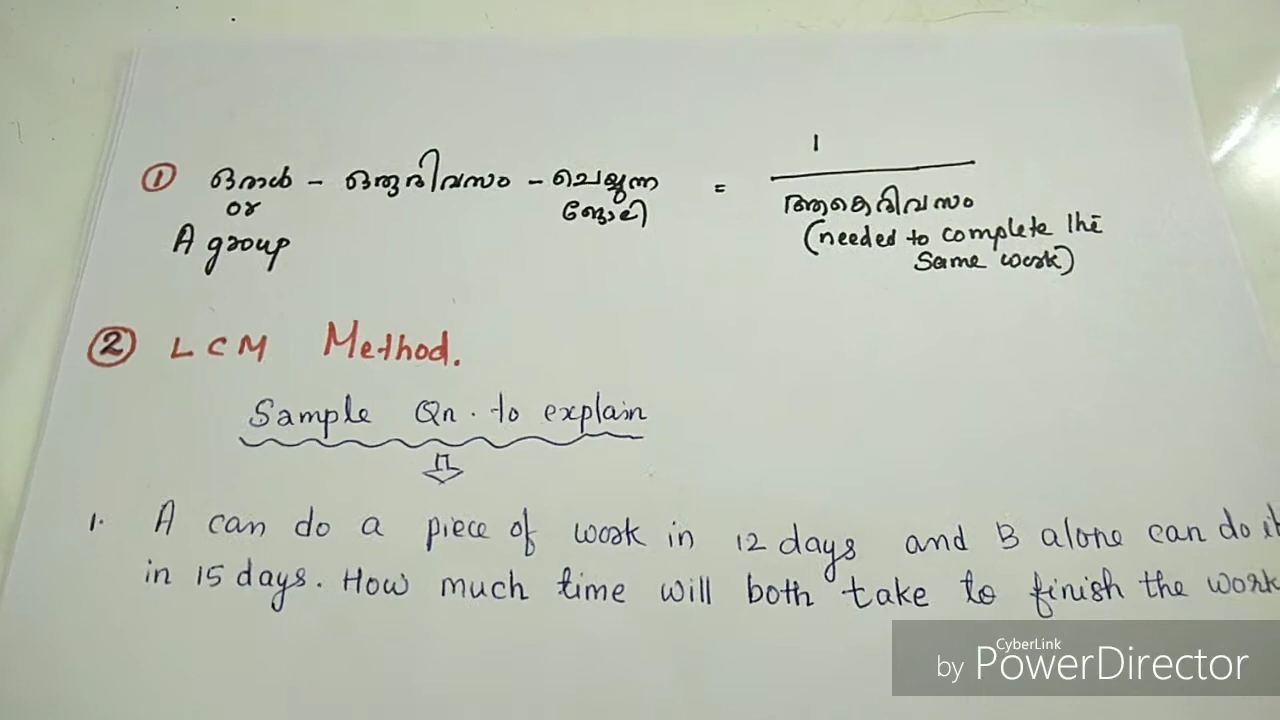 1
① ഒരാൾ - ഒരുദിവസം - ചെയ്യുന്ന =
or ജോലി ആകെദിവസം
A group (needed to complete the
same work)
② LCM Method.
Sample Qn. to explain
1. A can do a piece of work in 12 days and B alone can do it
in 15 days. How much time will both take to finish the work
CyberLink
by PowerDirector